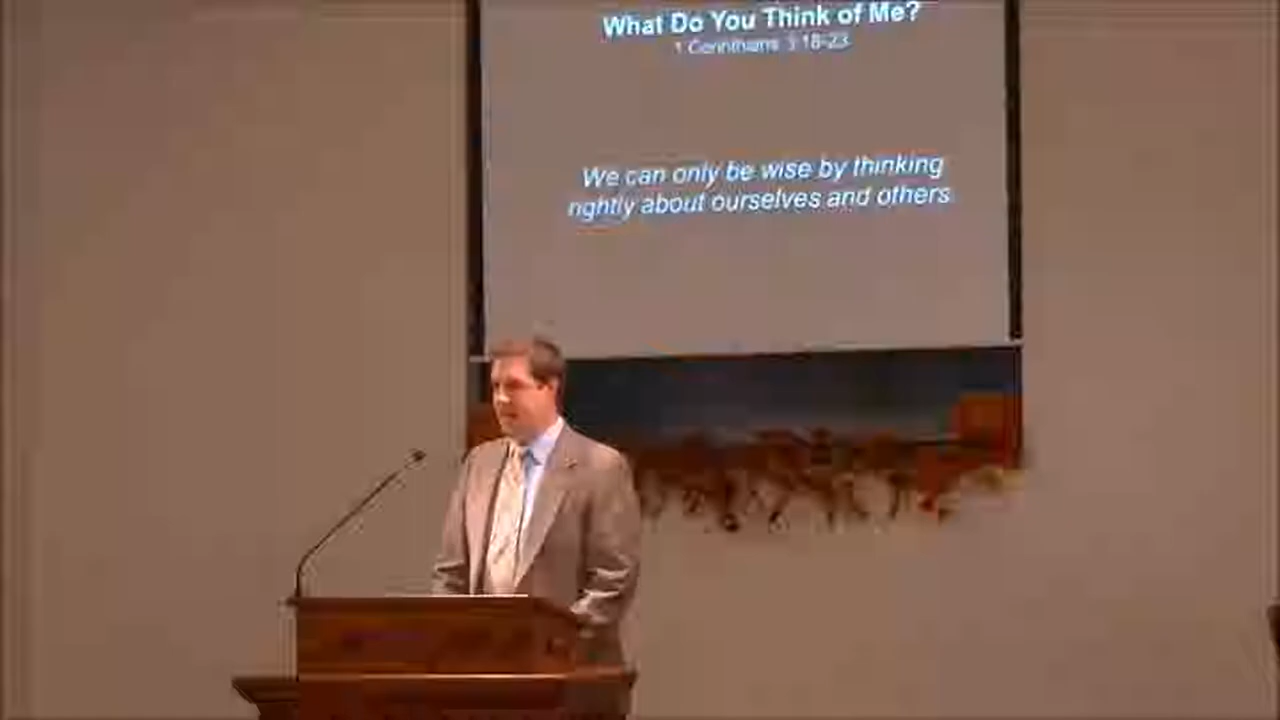 What Do You Think of Me?
1 Corinthians 3:18-23
We can only be wise by thinking
rightly about ourselves and others